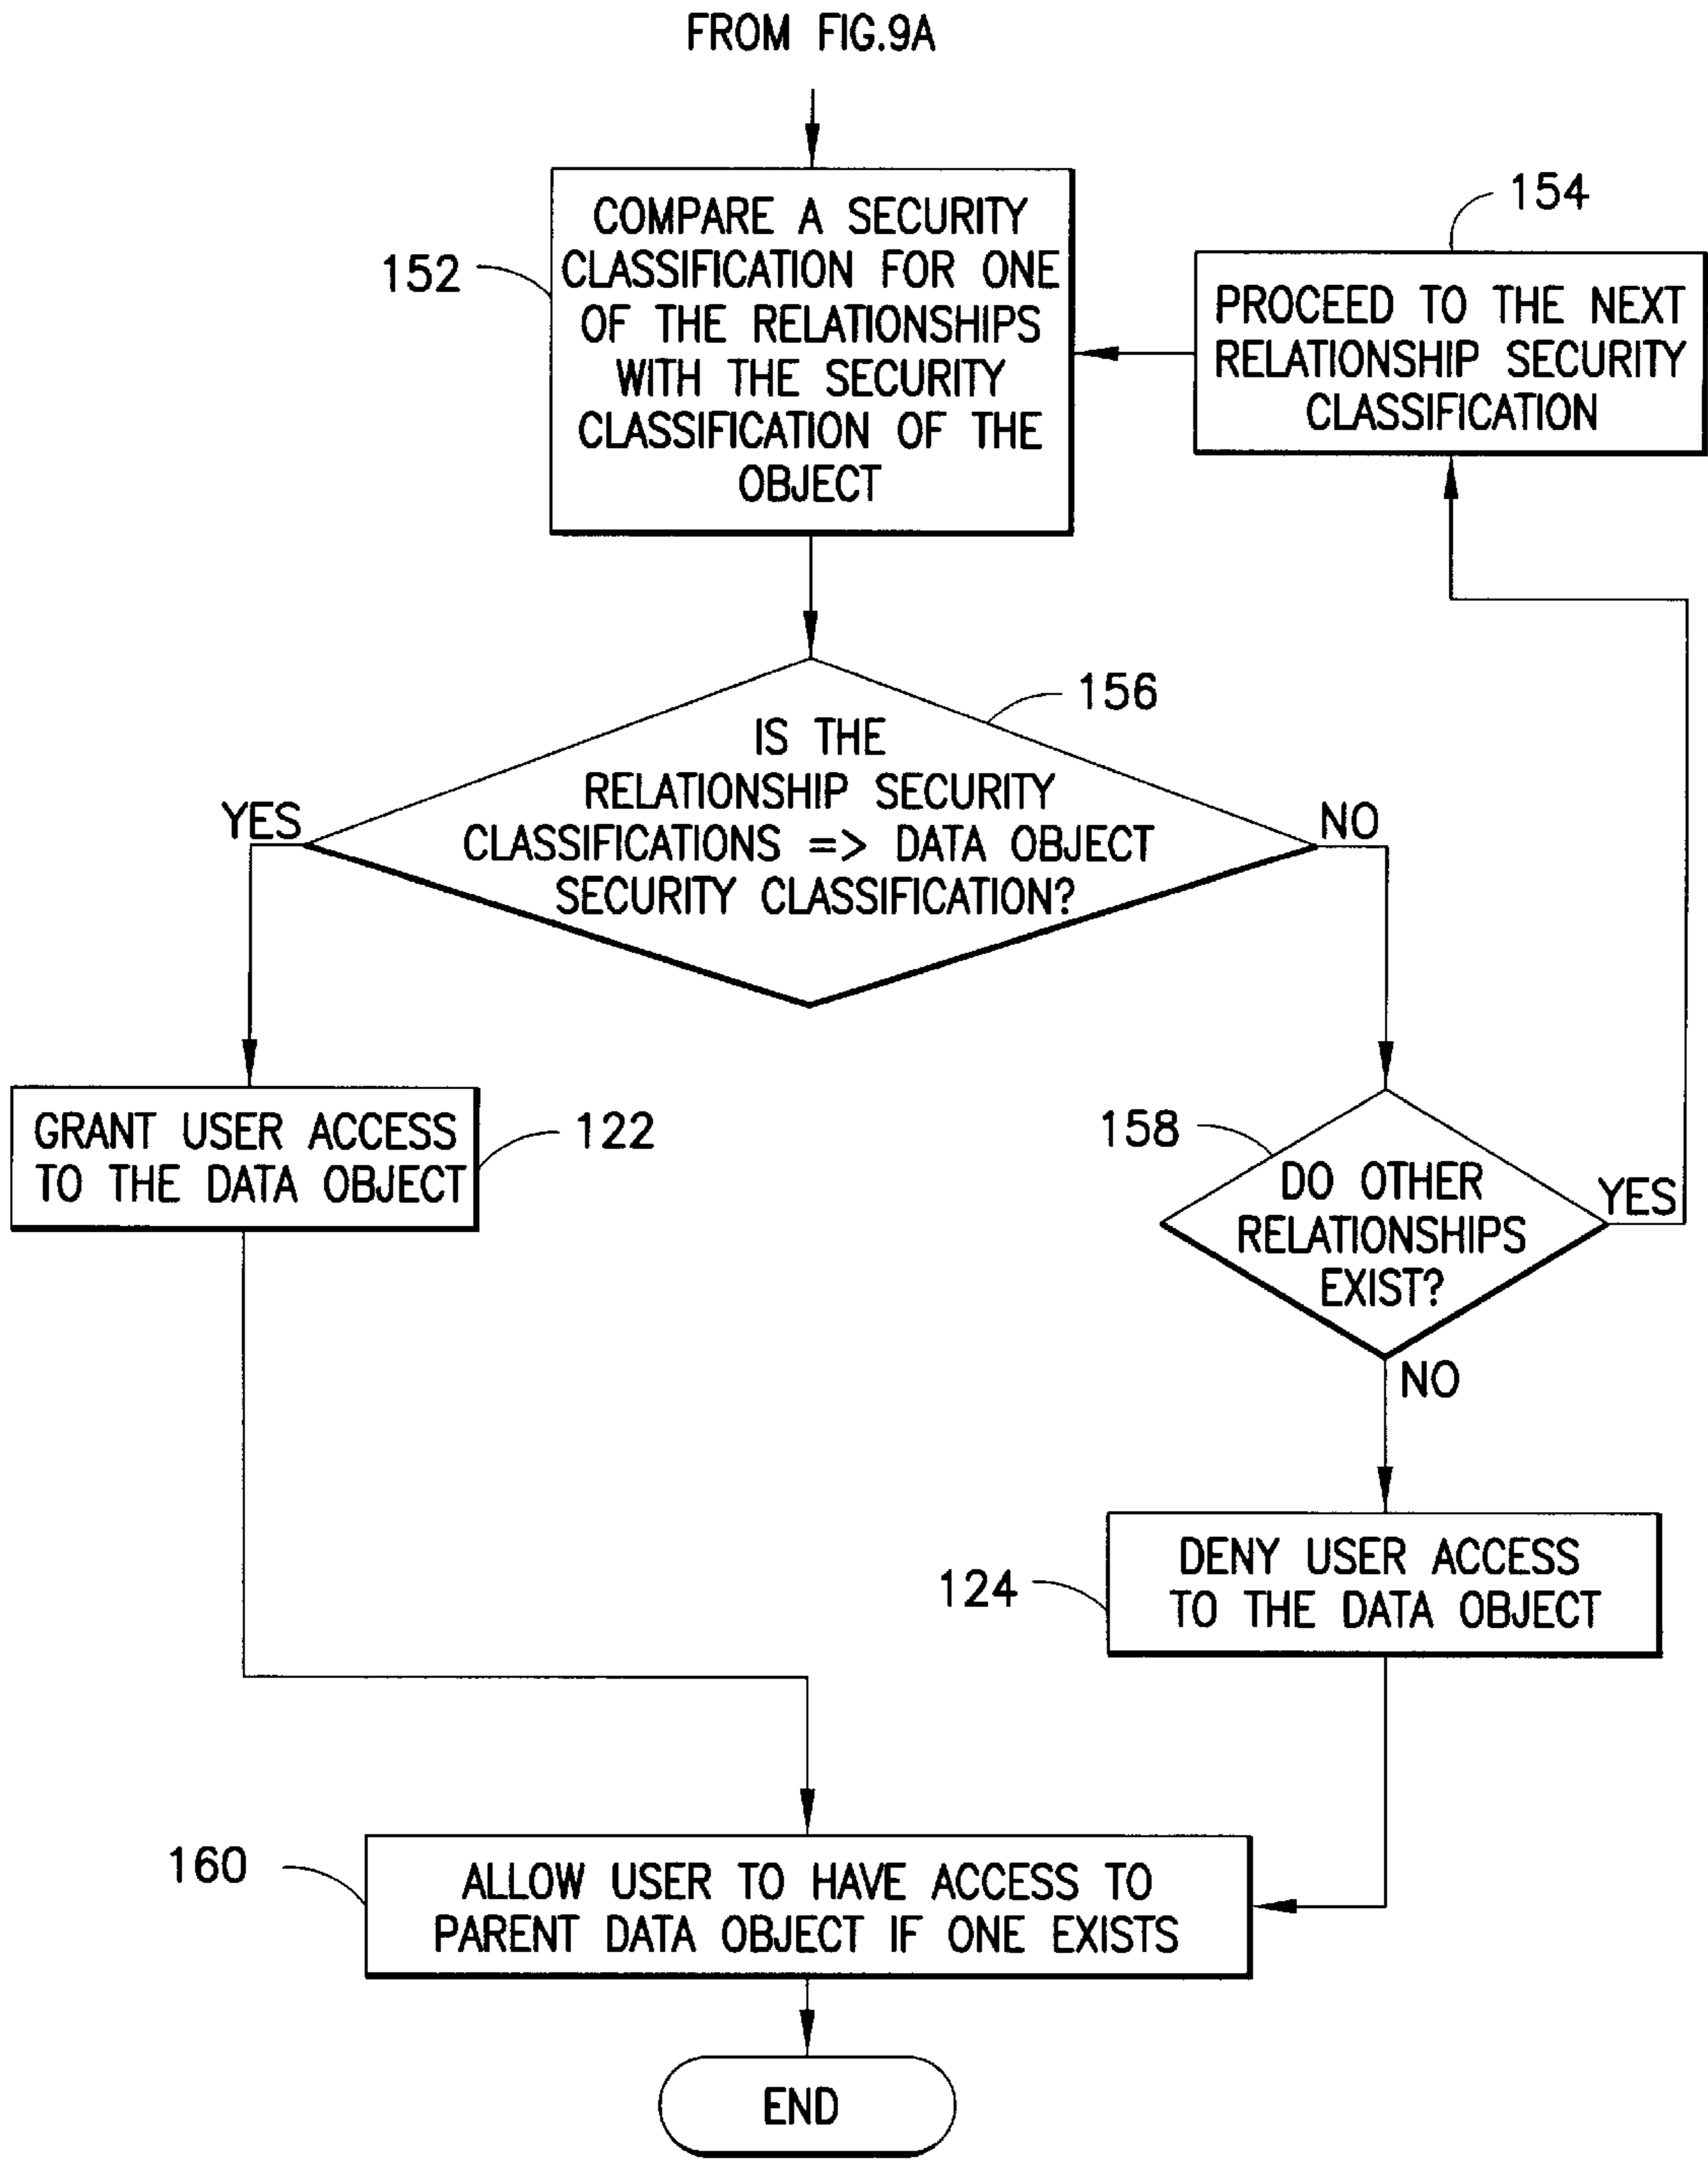 FROM FIG.9A
COMPARE A SECURITY
CLASSIFICATION FOR ONE
OF THE RELATIONSHIPS
WITH THE SECURITY
CLASSIFICATION OF THE
OBJECT
152
154
PROCEED TO THE NEXT
RELATIONSHIP SECURITY
CLASSIFICATION
156
IS THE
RELATIONSHIP SECURITY
CLASSIFICATIONS => DATA OBJECT
SECURITY CLASSIFICATION?
YES
NO
GRANT USER ACCESS
TO THE DATA OBJECT
122
158
DO OTHER
RELATIONSHIPS
EXIST?
YES
NO
124
DENY USER ACCESS
TO THE DATA OBJECT
160
ALLOW USER TO HAVE ACCESS TO
PARENT DATA OBJECT IF ONE EXISTS
END